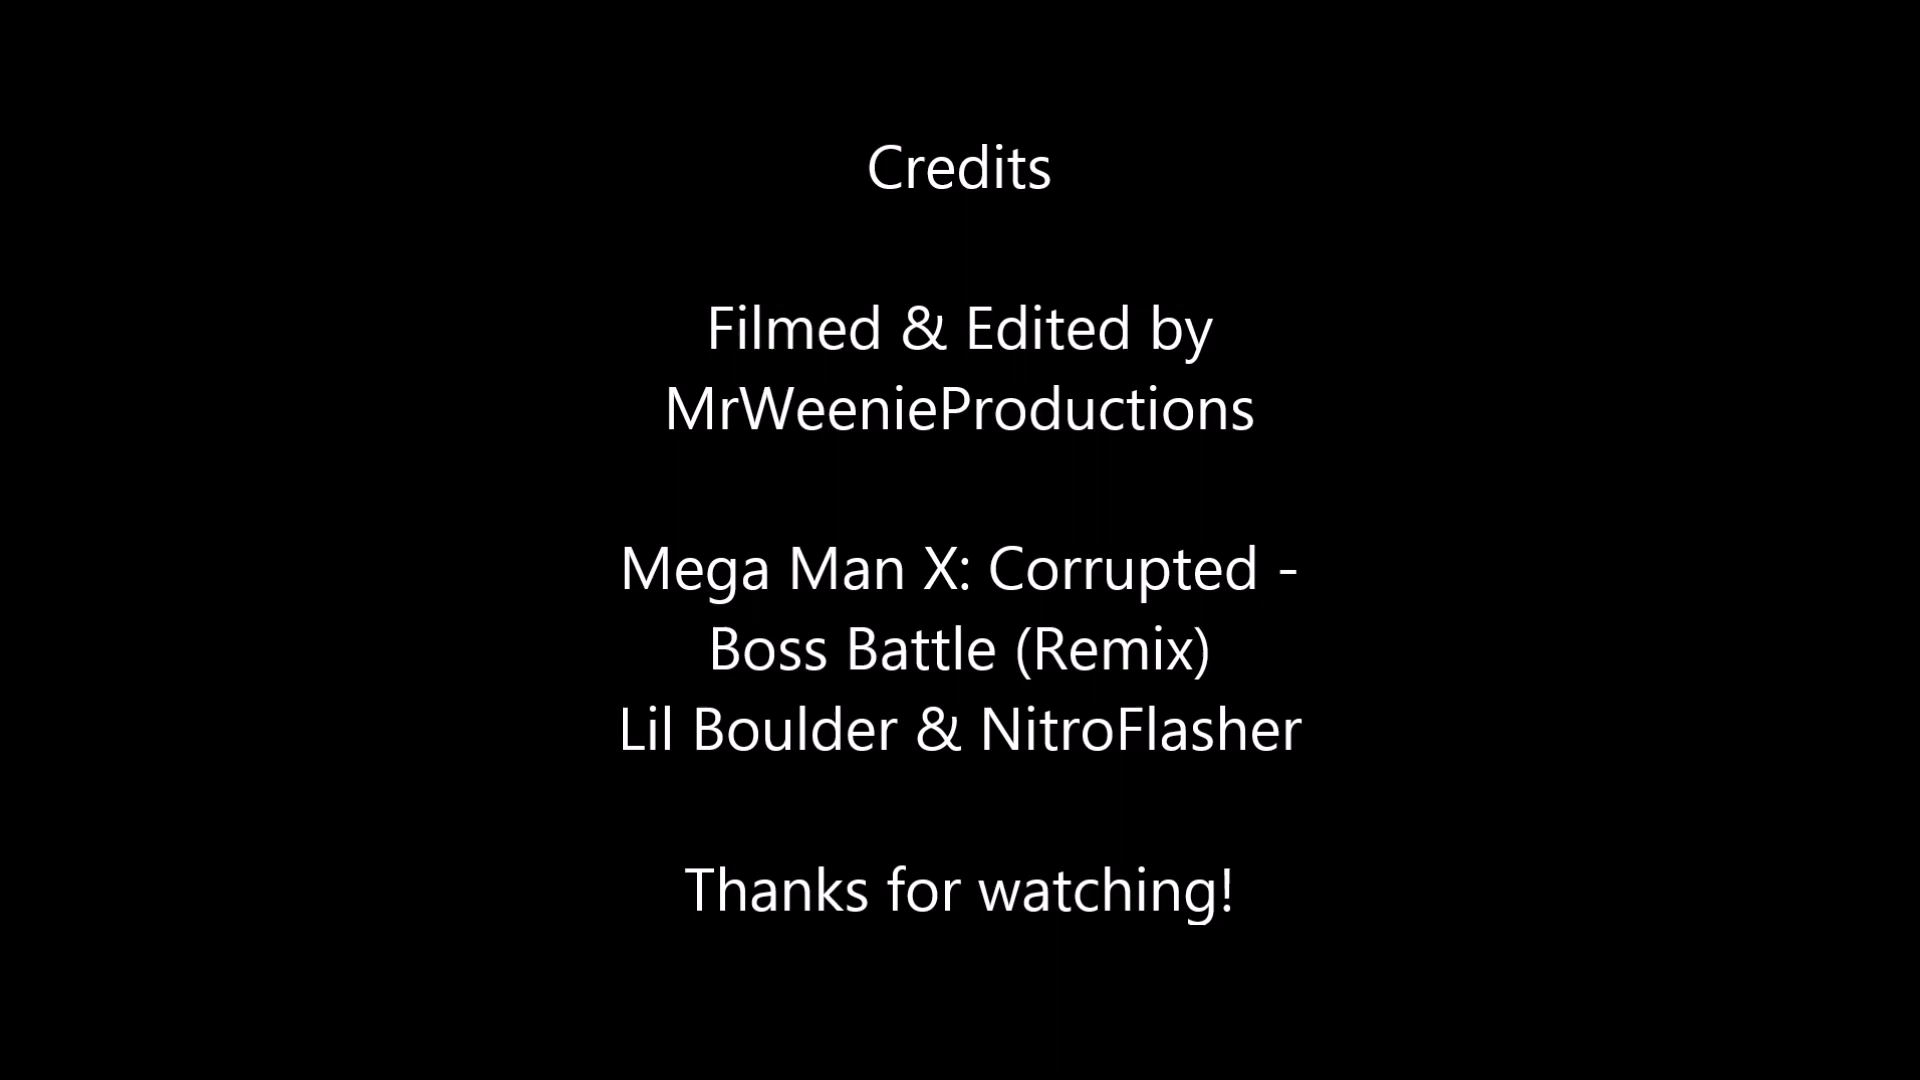 Credits
Filmed & Edited by
MrWeenieProductions
Mega Man X: Corrupted -
Boss Battle (Remix)
Lil Boulder & NitroFlasher
Thanks for watching!